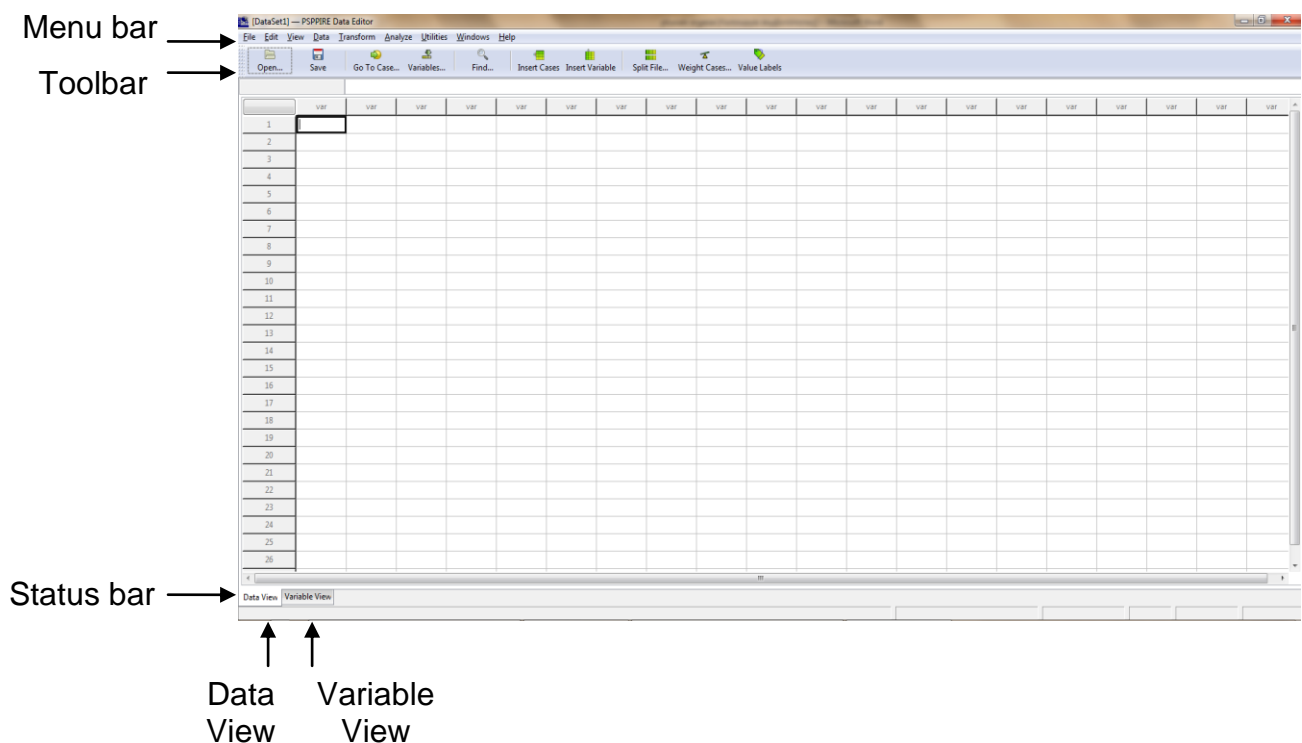 Menu bar
Toolbar
[DataSet1] — PSPPIRE Data Editor
File Edit View Data Transform Analyze Utilities Windows Help
Open... Save Go To Case... Variables... Find... Insert Cases Insert Variable Split File... Weight Cases... Value Labels
var var var var var var var var var var var var var var var var var var var var
1
2
3
4
5
6
7
8
9
10
11
12
13
14
15
16
17
18
19
20
21
22
23
24
25
26
Status bar
Data View Variable View
Data Variable
View View